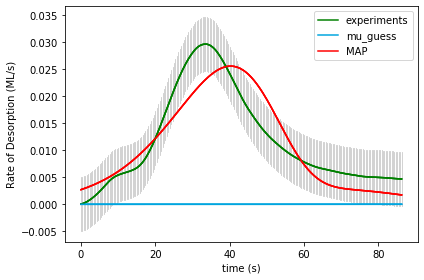 experiments
mu_guess
MAP
Rate of Desorption (ML/s)
0.035
0.030
0.025
0.020
0.015
0.010
0.005
0.000
−0.005
0 20 40 60 80
time (s)